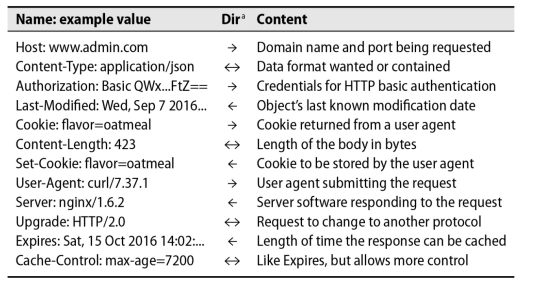 Name: example value Dirᵃ Content
Host: www.admin.com → Domain name and port being requested
Content-Type: application/json ↔ Data format wanted or contained
Authorization: Basic QWx...FtZ== → Credentials for HTTP basic authentication
Last-Modified: Wed, Sep 7 2016... ← Object’s last known modification date
Cookie: flavor=oatmeal → Cookie returned from a user agent
Content-Length: 423 ↔ Length of the body in bytes
Set-Cookie: flavor=oatmeal ← Cookie to be stored by the user agent
User-Agent: curl/7.37.1 → User agent submitting the request
Server: nginx/1.6.2 ← Server software responding to the request
Upgrade: HTTP/2.0 ↔ Request to change to another protocol
Expires: Sat, 15 Oct 2016 14:02:... ← Length of time the response can be cached
Cache-Control: max-age=7200 ↔ Like Expires, but allows more control